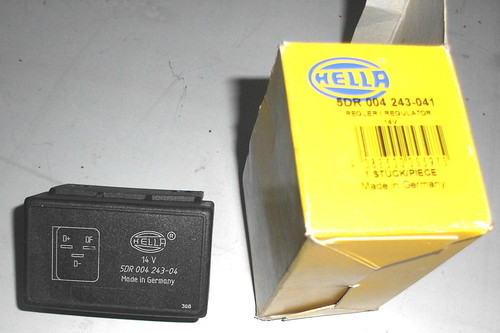 HELLA
5DR 004 243-041
REGLER/REGULATOR
14V
1 STÜCK/PIECE
Made in Germany
D+ DF
D-
HELLA ®
14 V
5DR 004 243-04
Made in Germany